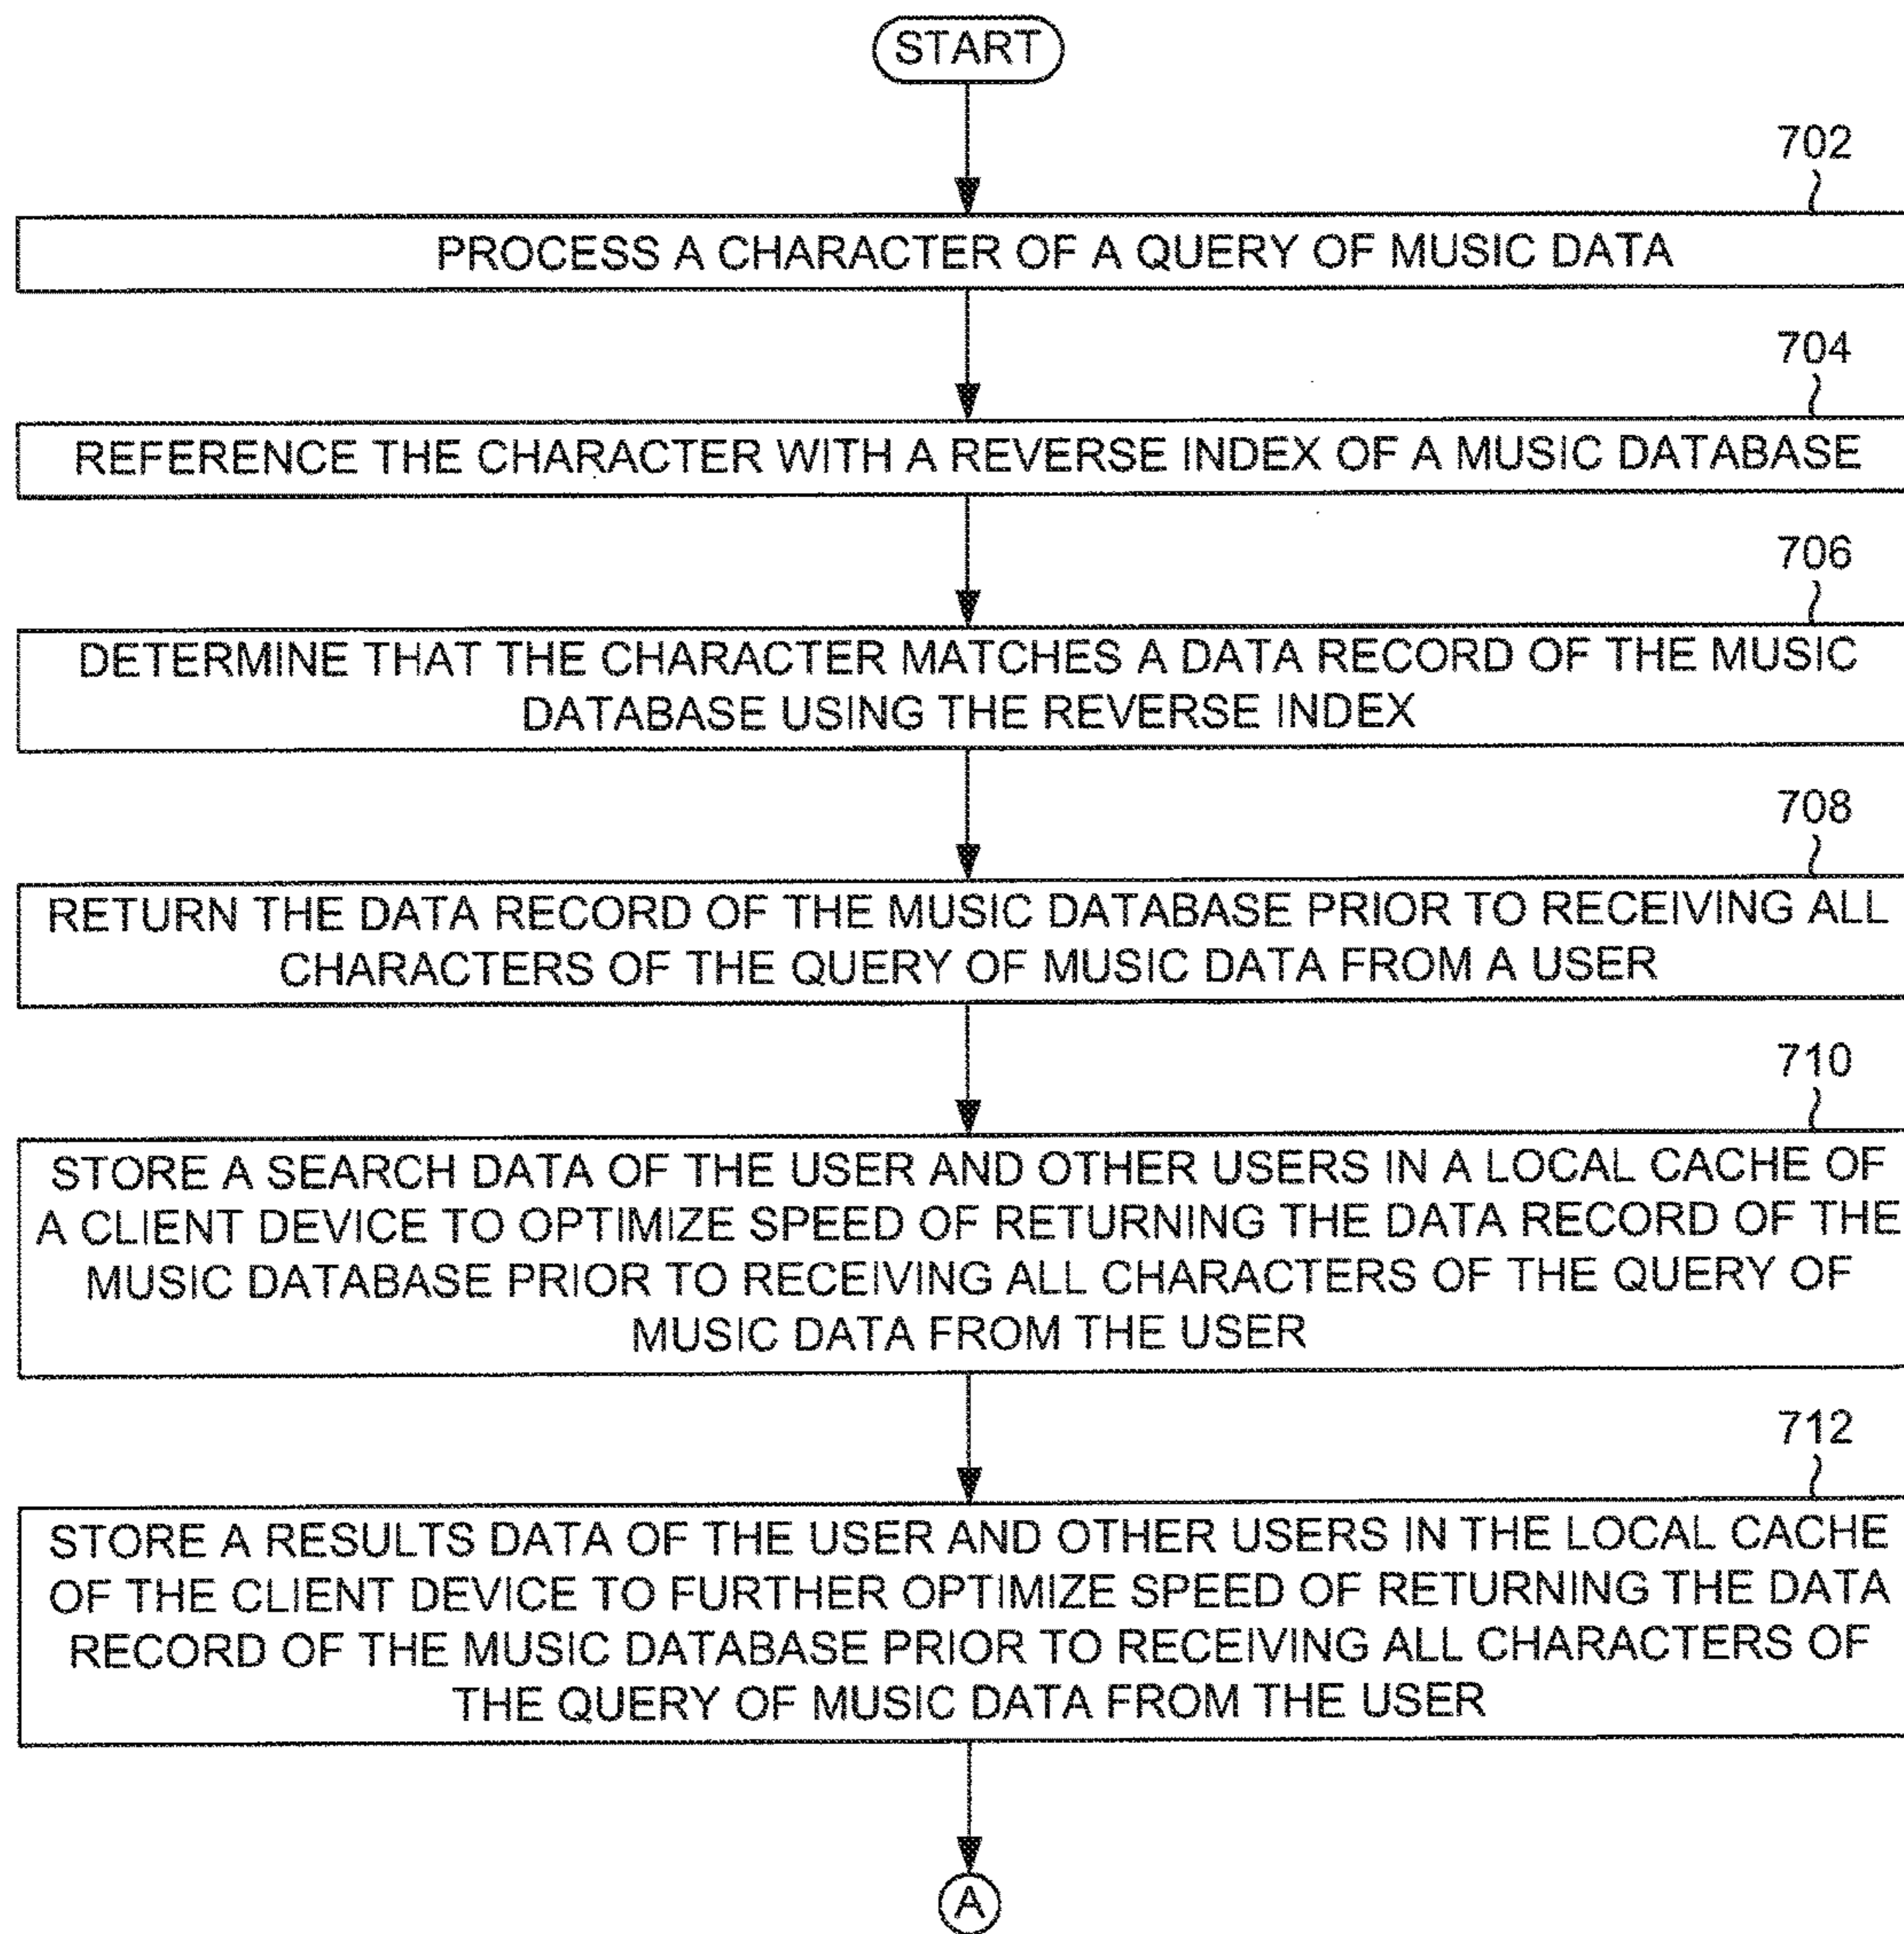 START
702
PROCESS A CHARACTER OF A QUERY OF MUSIC DATA
704
REFERENCE THE CHARACTER WITH A REVERSE INDEX OF A MUSIC DATABASE
706
DETERMINE THAT THE CHARACTER MATCHES A DATA RECORD OF THE MUSIC
DATABASE USING THE REVERSE INDEX
708
RETURN THE DATA RECORD OF THE MUSIC DATABASE PRIOR TO RECEIVING ALL
CHARACTERS OF THE QUERY OF MUSIC DATA FROM A USER
710
STORE A SEARCH DATA OF THE USER AND OTHER USERS IN A LOCAL CACHE OF
A CLIENT DEVICE TO OPTIMIZE SPEED OF RETURNING THE DATA RECORD OF THE
MUSIC DATABASE PRIOR TO RECEIVING ALL CHARACTERS OF THE QUERY OF
MUSIC DATA FROM THE USER
712
STORE A RESULTS DATA OF THE USER AND OTHER USERS IN THE LOCAL CACHE
OF THE CLIENT DEVICE TO FURTHER OPTIMIZE SPEED OF RETURNING THE DATA
RECORD OF THE MUSIC DATABASE PRIOR TO RECEIVING ALL CHARACTERS OF
THE QUERY OF MUSIC DATA FROM THE USER
A